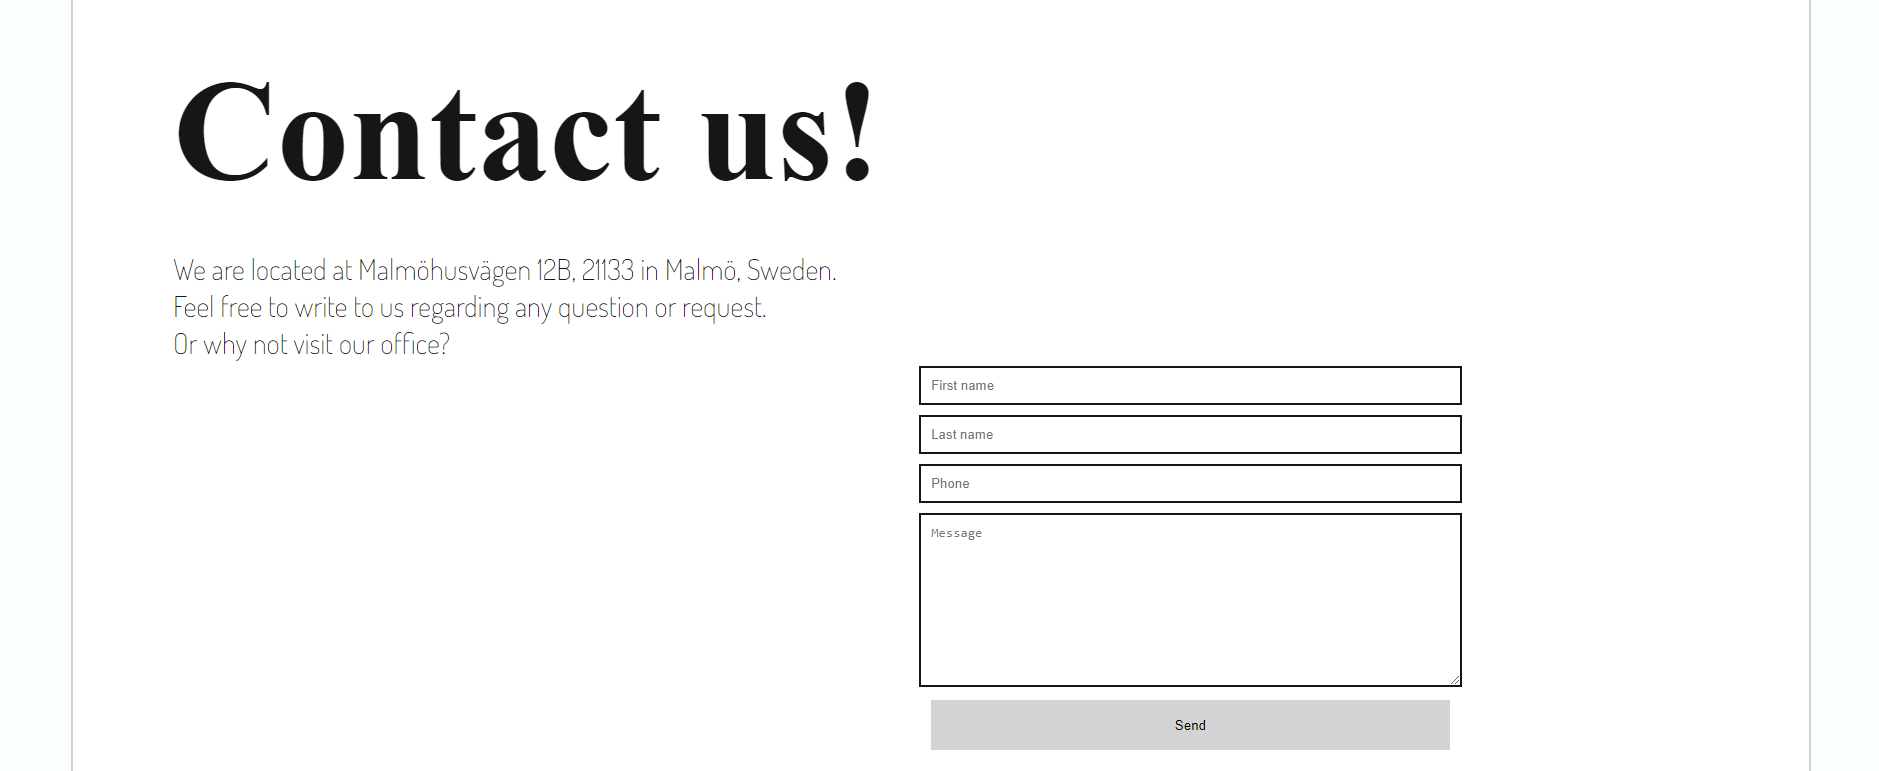 Contact us!
We are located at Malmöhusvägen 12B, 21133 in Malmö, Sweden.
Feel free to write to us regarding any question or request.
Or why not visit our office?
First name
Last name
Phone
Message
Send